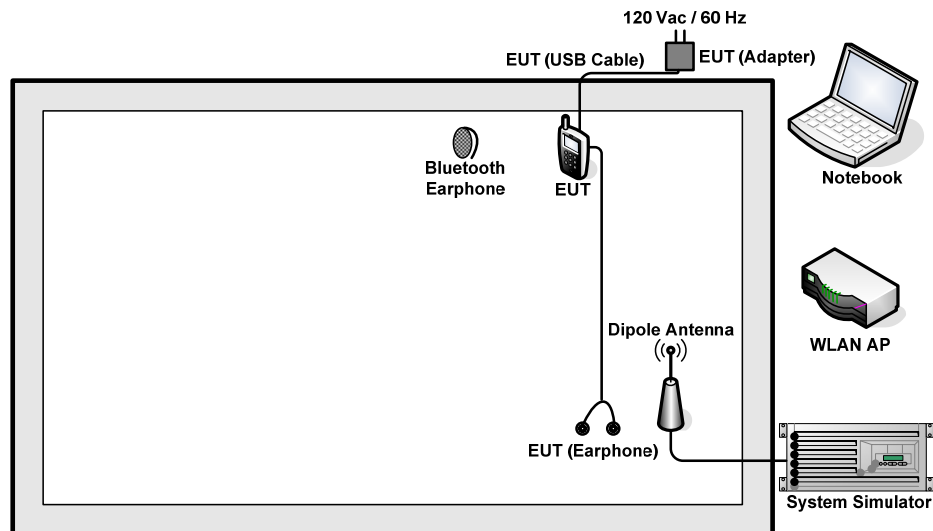 120 Vac / 60 Hz
EUT (USB Cable)
EUT (Adapter)
Bluetooth
Earphone
EUT
Notebook
Dipole Antenna
WLAN AP
EUT (Earphone)
System Simulator